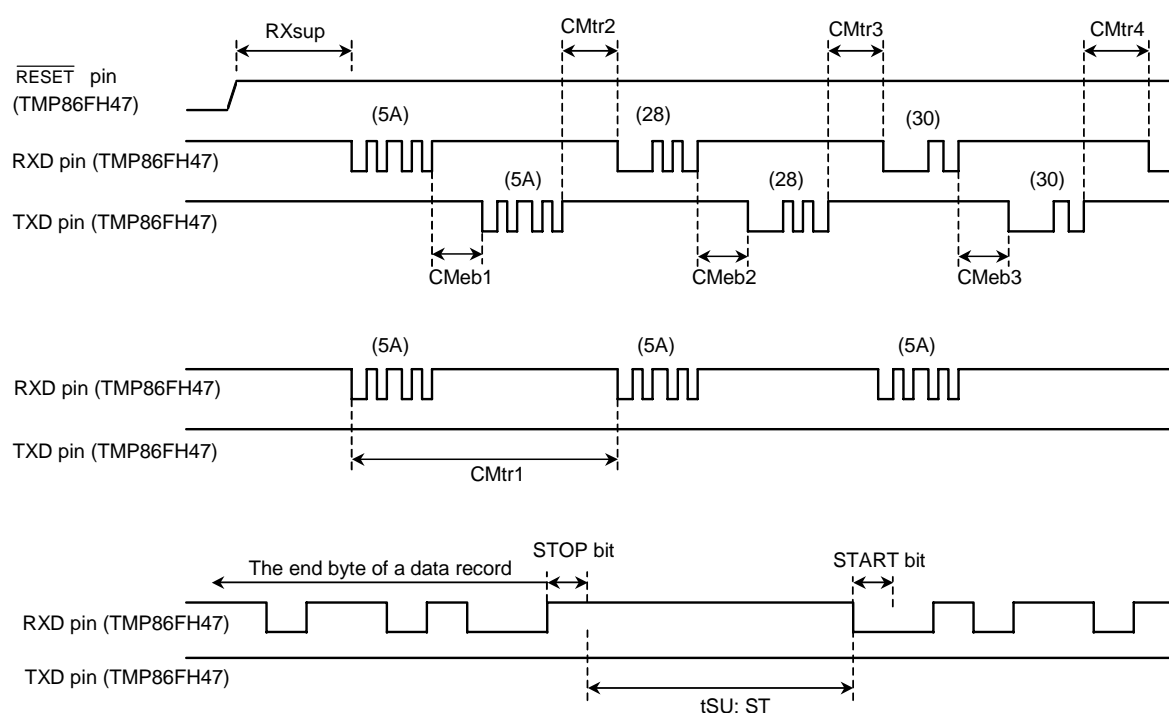 RXsup
CMtr2
CMtr3
CMtr4
RESET pin
(TMP86FH47)
(5A)
(28)
(30)
RXD pin (TMP86FH47)
(5A)
(28)
(30)
TXD pin (TMP86FH47)
CMeb1
CMeb2
CMeb3
(5A)
(5A)
(5A)
RXD pin (TMP86FH47)
TXD pin (TMP86FH47)
CMtr1
STOP bit
START bit
The end byte of a data record
RXD pin (TMP86FH47)
TXD pin (TMP86FH47)
tSU; ST